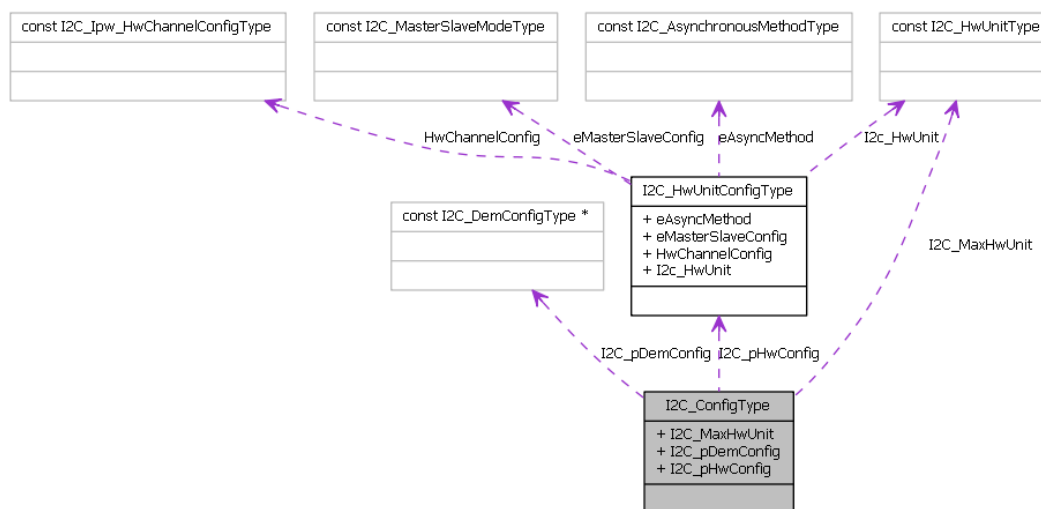 const I2C_Ipw_HwChannelConfigType
const I2C_MasterSlaveModeType
const I2C_AsynchronousMethodType
const I2C_HwUnitType
HwChannelConfig
eMasterSlaveConfig
eAsyncMethod
I2c_HwUnit
I2C_HwUnitConfigType
+ eAsyncMethod
+ eMasterSlaveConfig
+ HwChannelConfig
+ I2c_HwUnit
const I2C_DemConfigType *
I2C_MaxHwUnit
I2C_pDemConfig
I2C_pHwConfig
I2C_ConfigType
+ I2C_MaxHwUnit
+ I2C_pDemConfig
+ I2C_pHwConfig